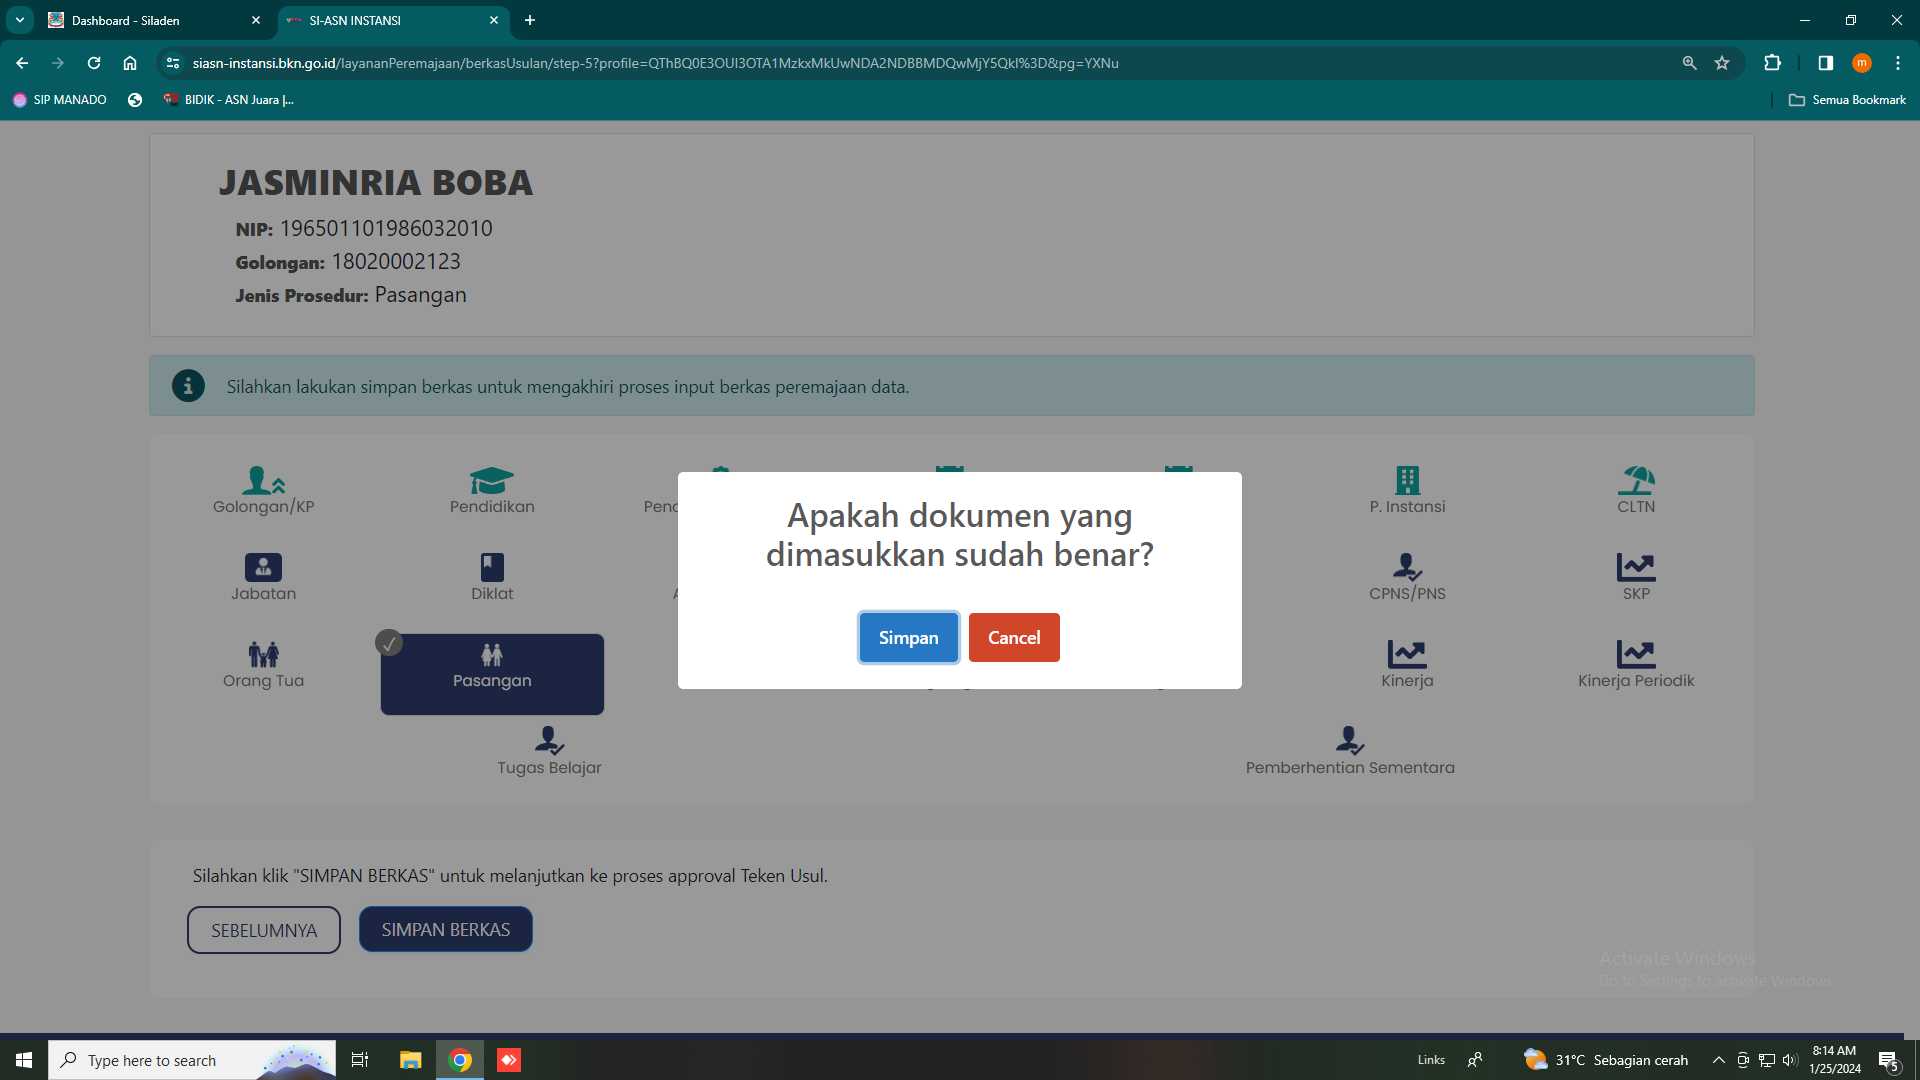 Dashboard - Siladen
SI-ASN INSTANSI
siasn-instansi.bkn.go.id/layananPeremajaan/berkasUsulan/step-5?profile=QThBQ0E3OUI3OTA1MzkxMkUwNDA2NDBBMDQwMjY5Qkl%3D&pg=YXNu
m
SIP MANADO
BIDIK - ASN Juara |...
Semua Bookmark
JASMINRIA BOBA
NIP: 196501101986032010
Golongan: 18020002123
Jenis Prosedur: Pasangan
Silahkan lakukan simpan berkas untuk mengakhiri proses input berkas peremajaan data.
Golongan/KP
Pendidikan
P. Instansi
CLTN
Jabatan
Diklat
CPNS/PNS
SKP
Orang Tua
Pasangan
Kinerja
Kinerja Periodik
Tugas Belajar
Pemberhentian Sementara
Apakah dokumen yang
dimasukkan sudah benar?
Simpan
Cancel
Silahkan klik "SIMPAN BERKAS" untuk melanjutkan ke proses approval Teken Usul.
SEBELUMNYA
SIMPAN BERKAS
Activate Windows
Go to Settings to activate Windows.
Type here to search
Links
31°C Sebagian cerah
8:14 AM
1/25/2024
5